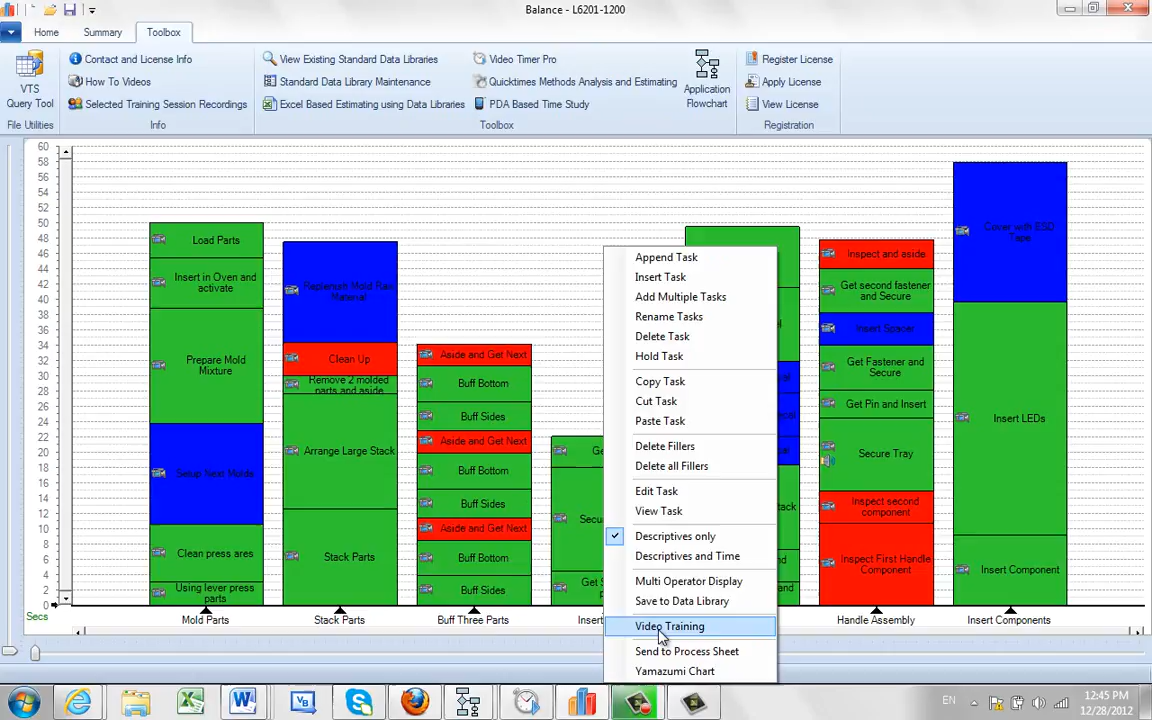 Balance - L6201-1200
Home Summary Toolbox
Contact and License Info
How To Videos
Selected Training Session Recordings
VTS
Query Tool
File Utilities
Info
View Existing Standard Data Libraries
Standard Data Library Maintenance
Excel Based Estimating using Data Libraries
Video Timer Pro
Quicktimes Methods Analysis and Estimating
PDA Based Time Study
Application
Flowchart
Toolbox
Register License
Apply License
View License
Registration
60
58
56
54
52
50
48
46
44
42
40
38
36
34
32
30
28
26
24
22
20
18
16
14
12
10
8
6
4
2
0
Secs
Load Parts
Insert in Oven and
activate
Prepare Mold
Mixture
Setup Next Molds
Clean press ares
Using lever press
parts
Mold Parts
Replenish Mold Raw
Material
Clean Up
Remove 2 molded
parts and aside
Arrange Large Stack
Stack Parts
Stack Parts
Aside and Get Next
Buff Bottom
Buff Sides
Aside and Get Next
Buff Bottom
Buff Sides
Aside and Get Next
Buff Bottom
Buff Sides
Buff Three Parts
Append Task
Insert Task
Add Multiple Tasks
Rename Tasks
Delete Task
Hold Task
Copy Task
Cut Task
Paste Task
Delete Fillers
Delete all Fillers
Edit Task
View Task
Descriptives only
Descriptives and Time
Multi Operator Display
Save to Data Library
Video Training
Send to Process Sheet
Yamazumi Chart
Inspect and aside
Get second fastener
and Secure
Insert Spacer
Get Fastener and
Secure
Get Pin and Insert
Secure Tray
Inspect second
component
Inspect First Handle
Component
Handle Assembly
Cover with ESD
Tape
Insert LEDs
Insert Component
Insert Components
EN
12:45 PM
12/28/2012